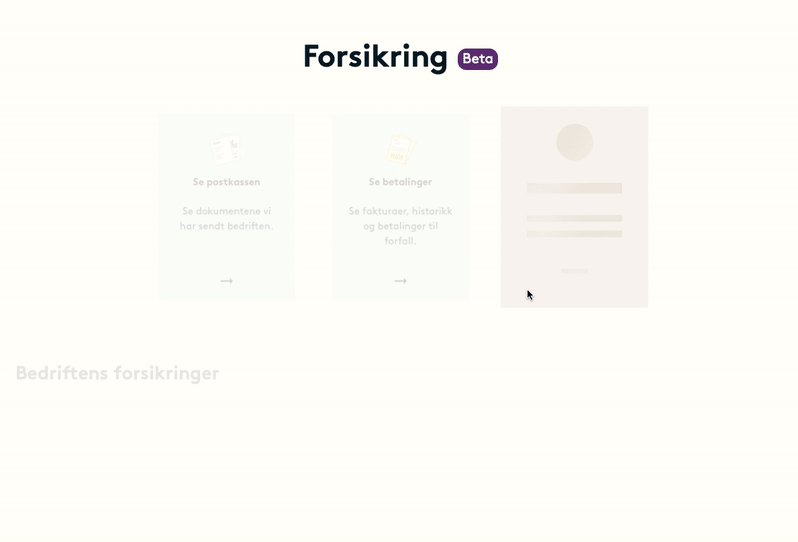 Forsikring Beta
Se postkassen
Se dokumentene vi
har sendt bedriften.
→
Se betalinger
Se fakturaer, historikk
og betalinger til
forfall.
→
Bedriftens forsikringer